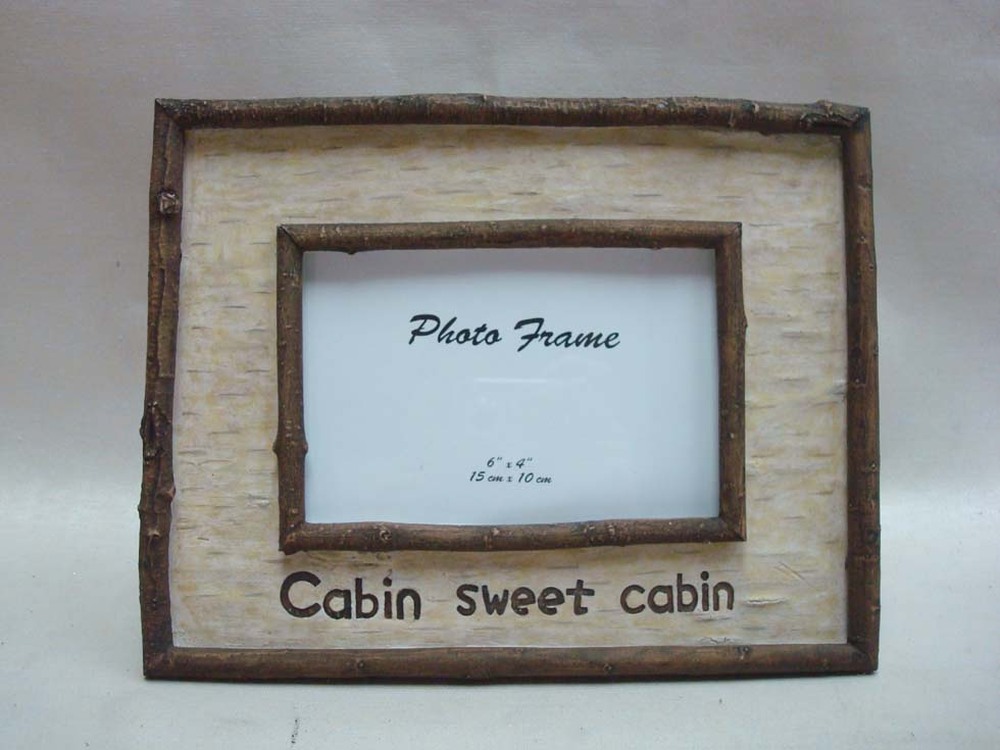 Photo Frame
6" x 4"
15 cm x 10 cm
Cabin sweet cabin